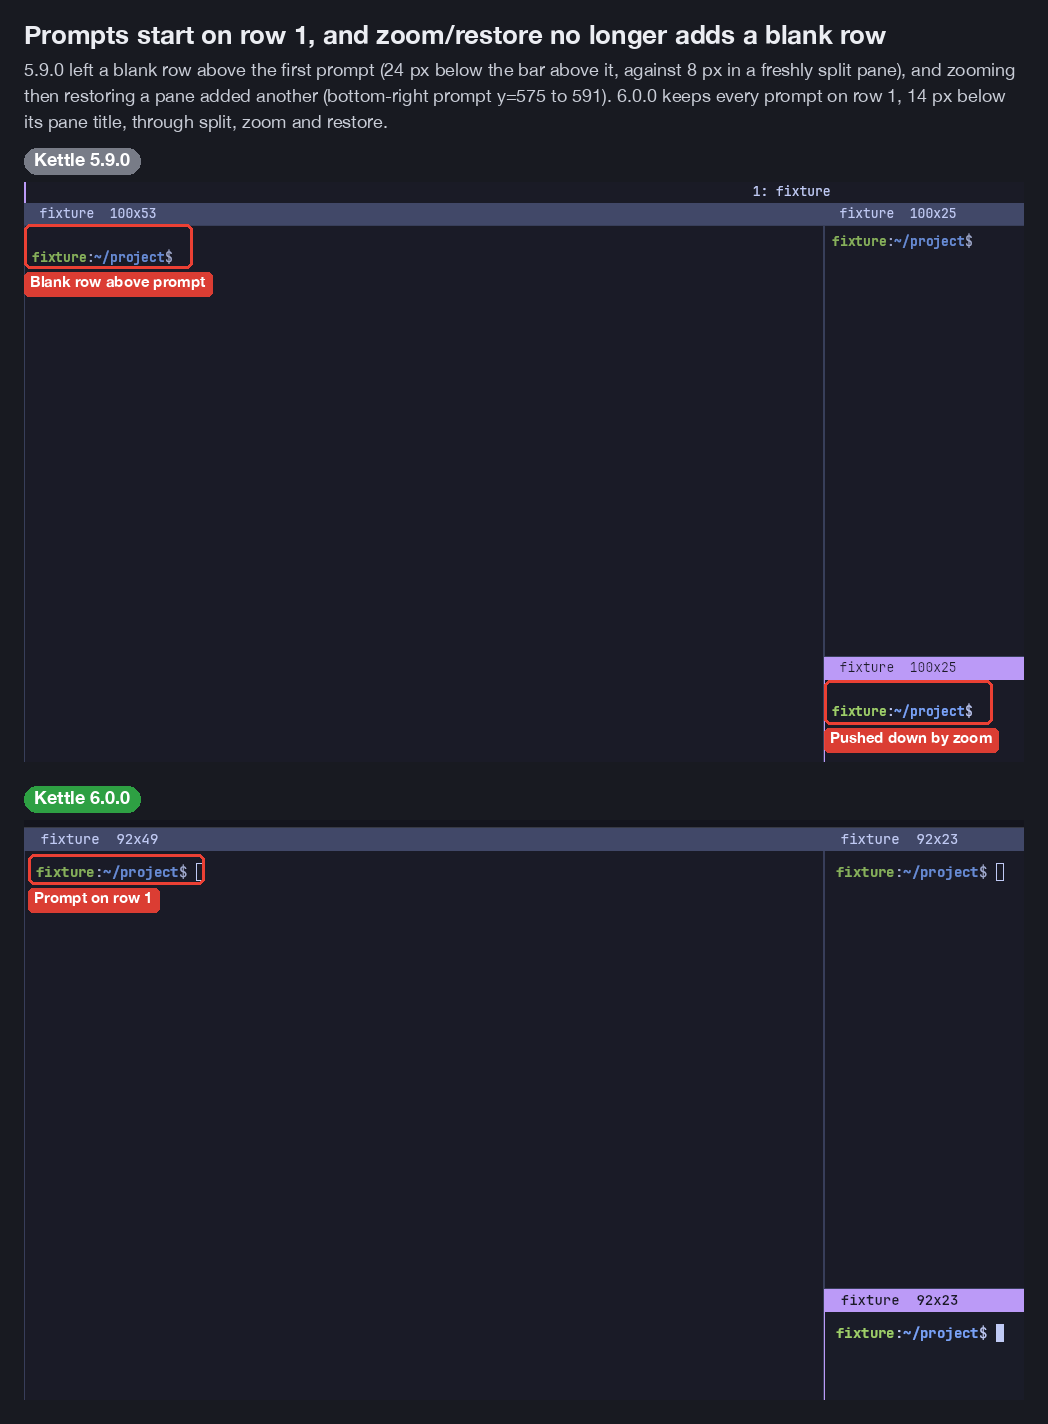 Prompts start on row 1, and zoom/restore no longer adds a blank row
5.9.0 left a blank row above the first prompt (24 px below the bar above it, against 8 px in a freshly split pane), and zooming
then restoring a pane added another (bottom-right prompt y=575 to 591). 6.0.0 keeps every prompt on row 1, 14 px below
its pane title, through split, zoom and restore.
Kettle 5.9.0
1: fixture
fixture 100x53
fixture 100x25
fixture:~/project$
fixture:~/project$
Blank row above prompt
fixture 100x25
fixture:~/project$
Pushed down by zoom
Kettle 6.0.0
fixture 92x49
fixture 92x23
fixture:~/project$
fixture:~/project$
Prompt on row 1
fixture 92x23
fixture:~/project$